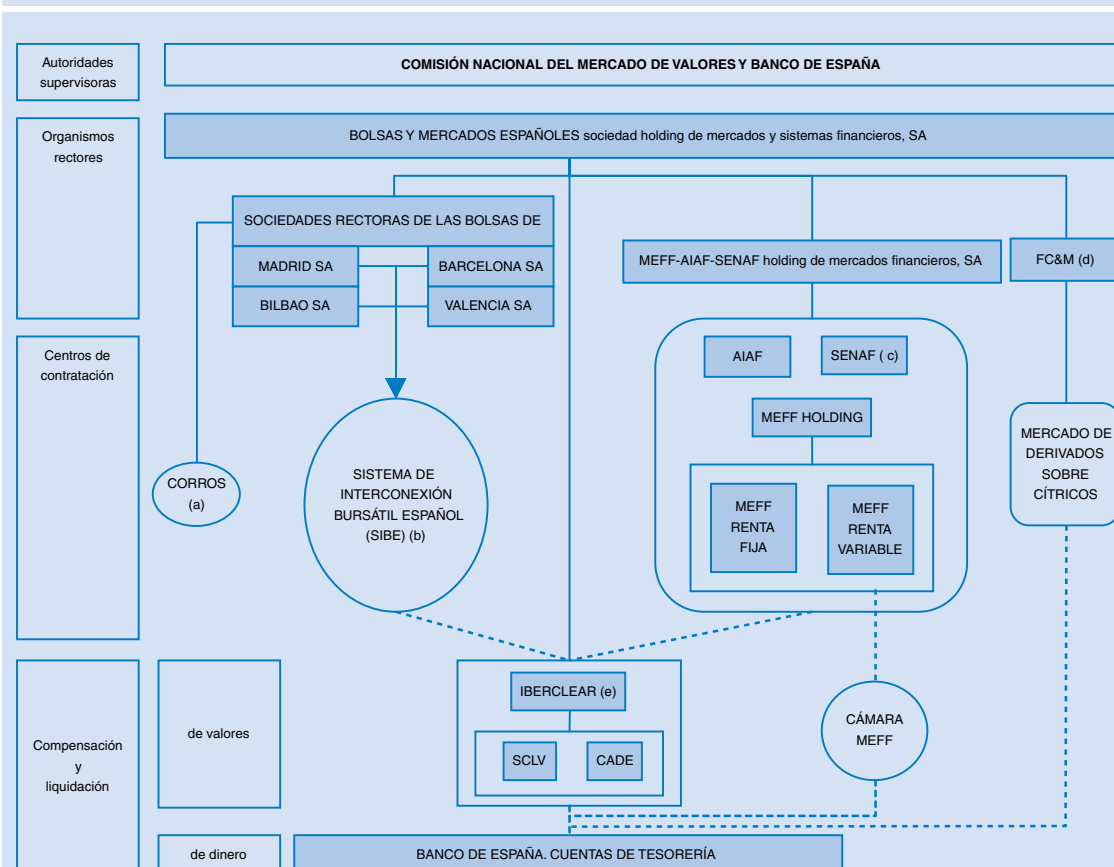 Autoridades
supervisoras
COMISIÓN NACIONAL DEL MERCADO DE VALORES Y BANCO DE ESPAÑA
Organismos
rectores
BOLSAS Y MERCADOS ESPAÑOLES sociedad holding de mercados y sistemas financieros, SA
SOCIEDADES RECTORAS DE LAS BOLSAS DE
MADRID SA
BARCELONA SA
BILBAO SA
VALENCIA SA
MEFF-AIAF-SENAF holding de mercados financieros, SA
FC&M (d)
Centros de
contratación
CORROS
(a)
SISTEMA DE
INTERCONEXIÓN
BURSÁTIL ESPAÑOL
(SIBE) (b)
AIAF
SENAF ( c)
MEFF HOLDING
MEFF
RENTA
FIJA
MEFF
RENTA
VARIABLE
MERCADO DE
DERIVADOS
SOBRE
CÍTRICOS
Compensación
y
liquidación
de valores
IBERCLEAR (e)
SCLV
CADE
CÁMARA
MEFF
de dinero
BANCO DE ESPAÑA. CUENTAS DE TESORERÍA